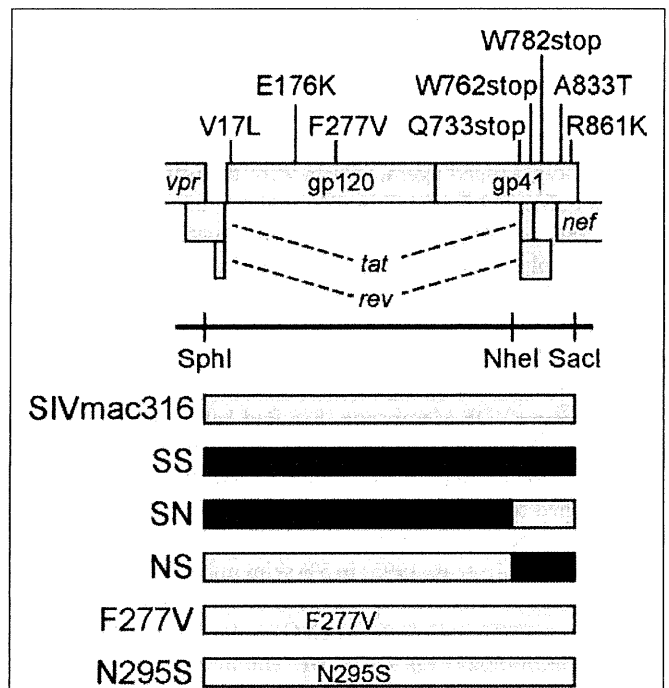 W782stop
E176K W762stop A833T
V17L F277V Q733stop R861K
vpr gp120 gp41
nef
tat
rev
SphI NheI SacI
SIVmac316
SS
SN
NS
F277V F277V
N295S N295S